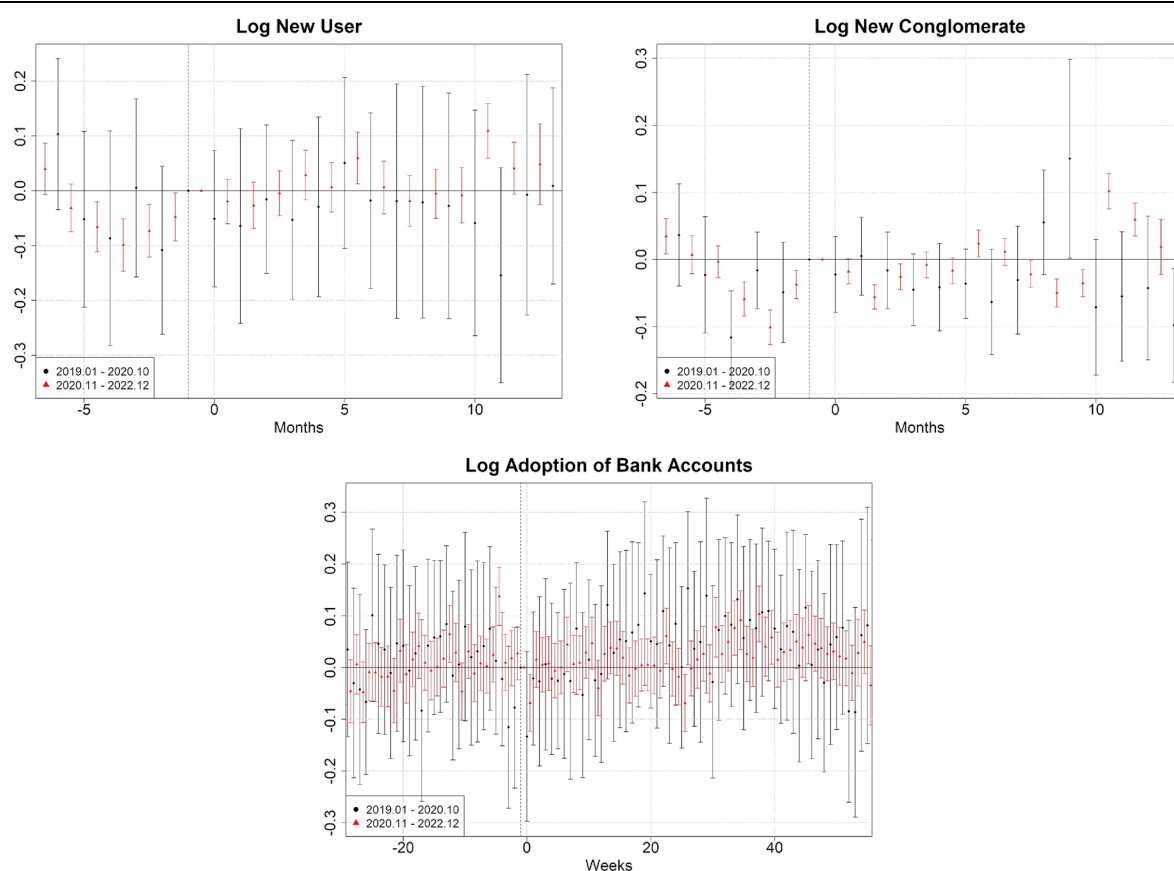 Log New User
0.2
0.1
0.0
-0.1
-0.2
-0.3
2019.01 - 2020.10
2020.11 - 2022.12
-5 0 5 10
Months
Log New Conglomerate
0.3
0.2
0.1
0.0
-0.1
-0.2
2019.01 - 2020.10
2020.11 - 2022.12
-5 0 5 10
Months
Log Adoption of Bank Accounts
0.3
0.2
0.1
0.0
-0.1
-0.2
-0.3
2019.01 - 2020.10
2020.11 - 2022.12
-20 0 20 40
Weeks